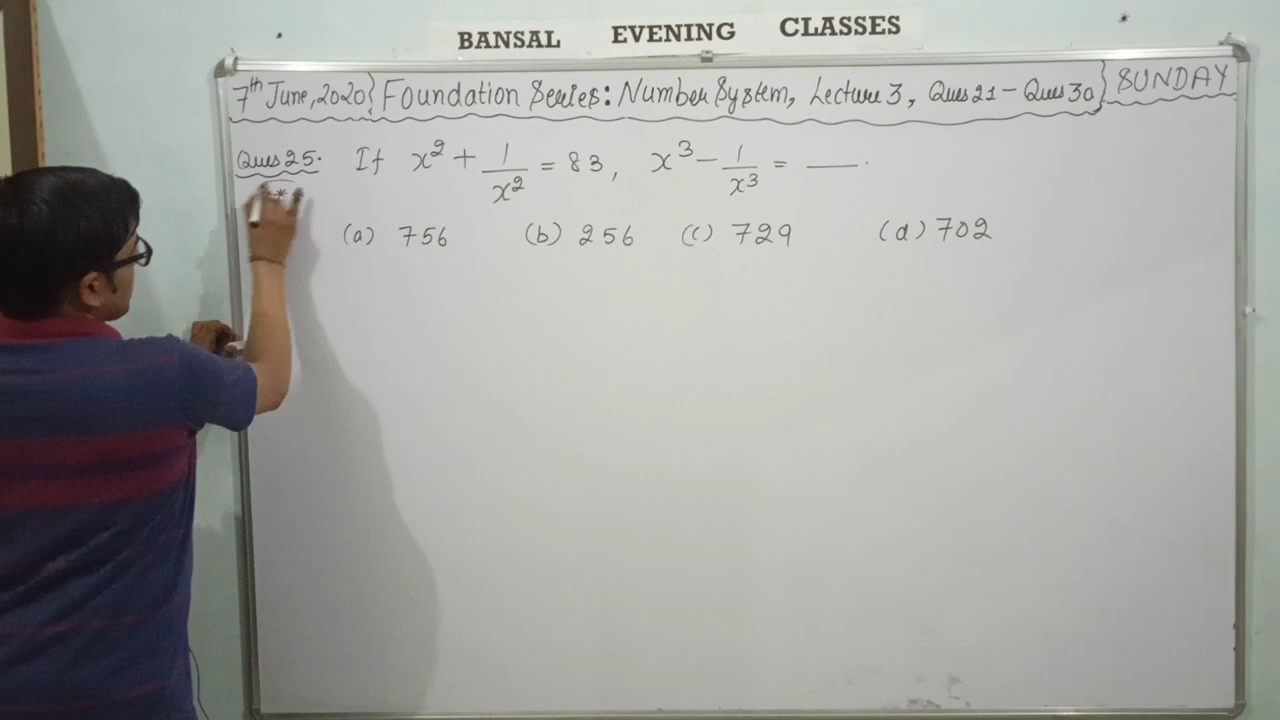 BANSAL EVENING CLASSES
7th June, 2020} Foundation Series: Number System, Lecture 3, Ques 21 - Ques 30} SUNDAY
Ques 25. If x² + 1/x² = 83, x³ - 1/x³ = ___.
**
(a) 756 (b) 256 (c) 729 (d) 702